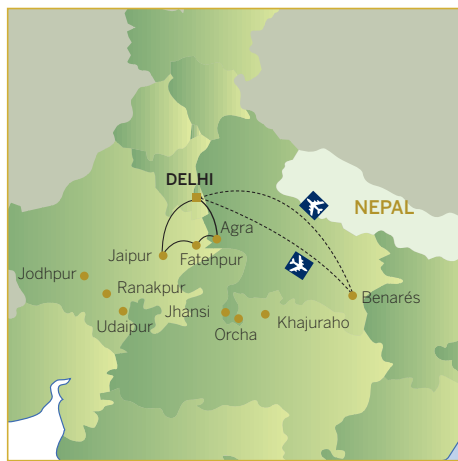 DELHI
NEPAL
Agra
Jaipur
Fatehpur
Jodhpur
Ranakpur
Benarés
Udaipur
Jhansi
Khajuraho
Orcha